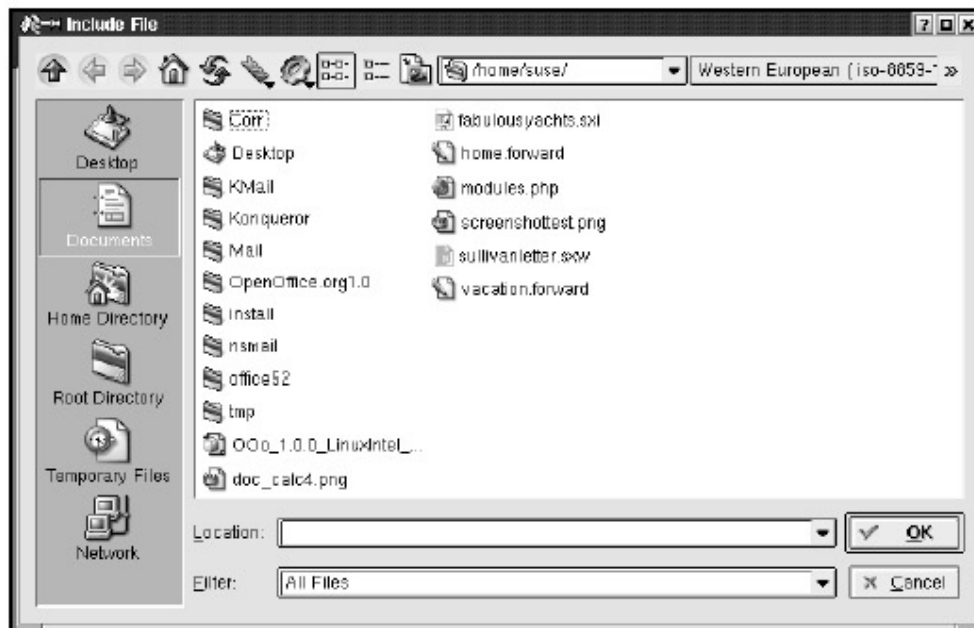 Include File
/home/suse/
Western European (iso-8859-1
Desktop
Documents
Home Directory
Root Directory
Temporary Files
Network
Corr
Desktop
KMail
Konqueror
Mail
OpenOffice.org1.0
install
nsmail
office52
tmp
OOo_1.0.0_LinuxIntel_...
doc_calc4.png
fabulousyachts.sxi
home.forward
modules.php
screenshottest.png
sullivanletter.sxw
vacation.forward
Location:
OK
Filter:
All Files
Cancel